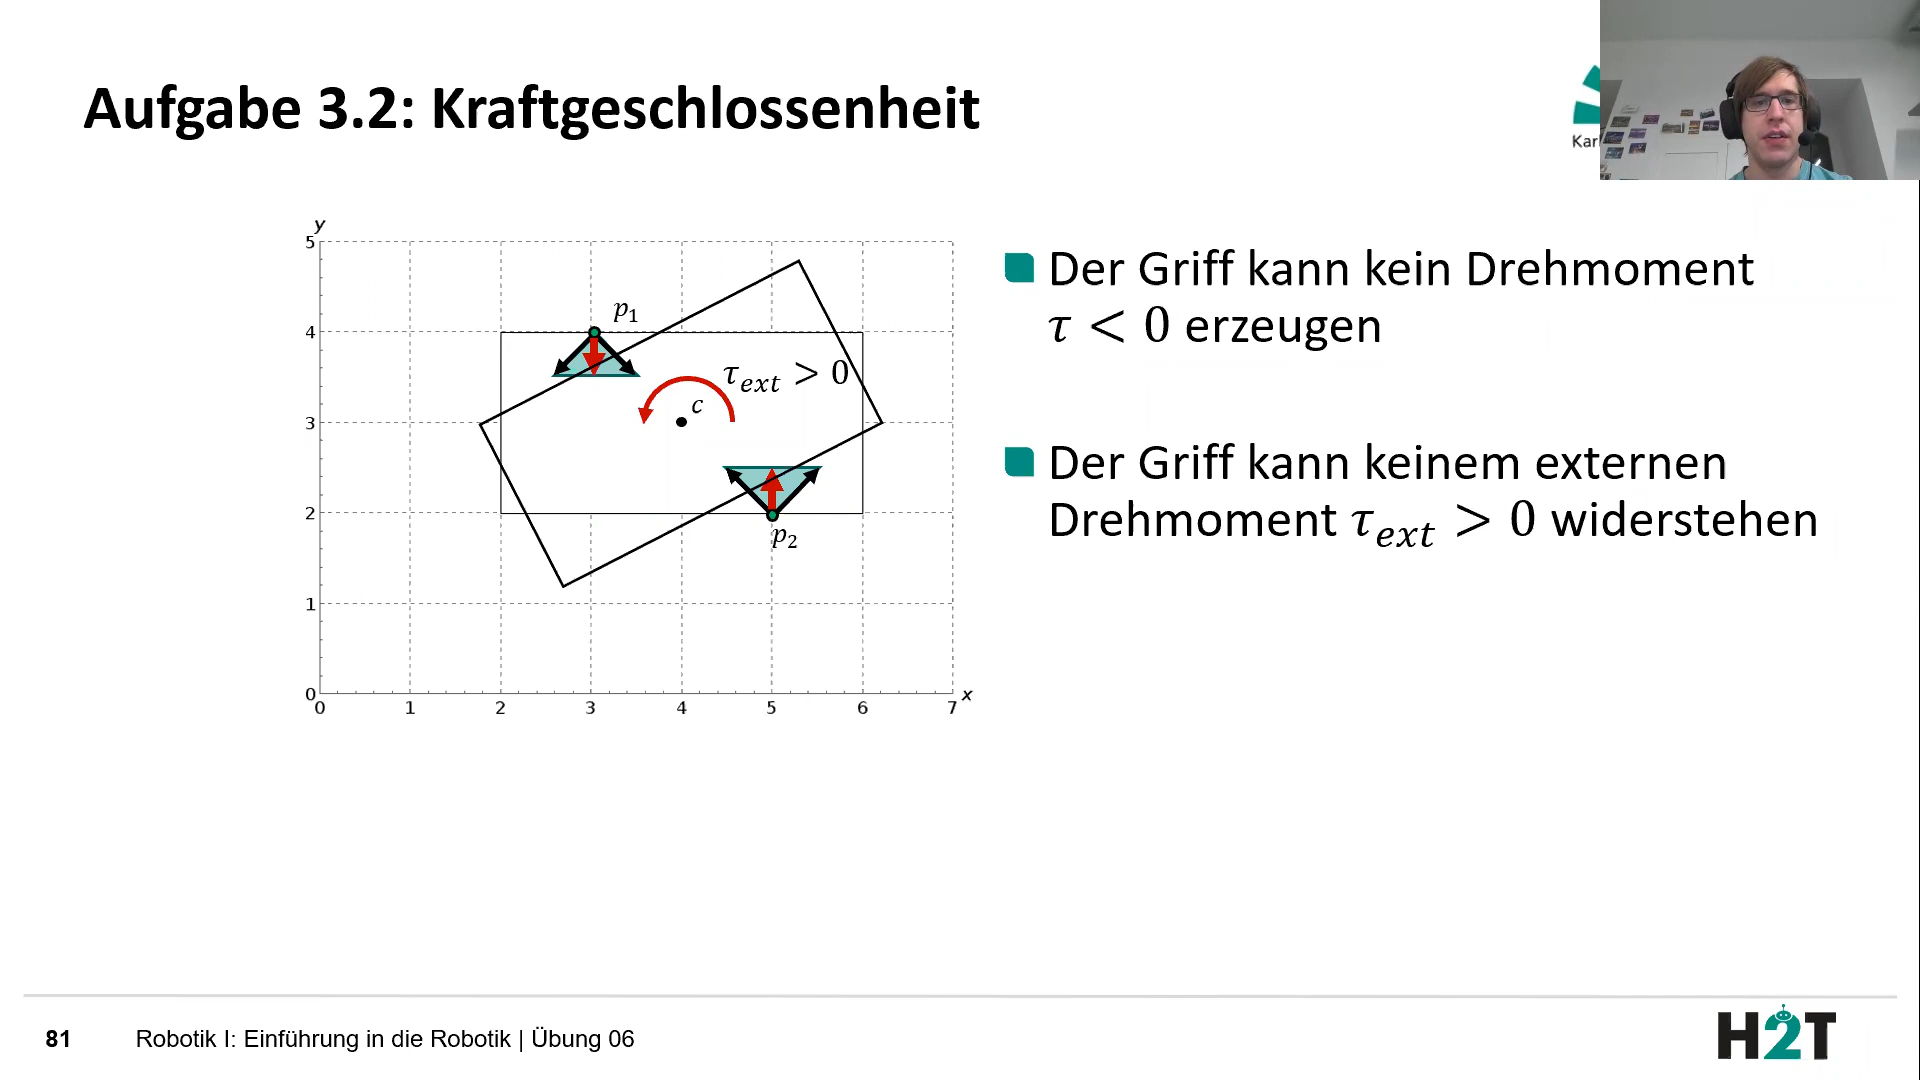 Aufgabe 3.2: Kraftgeschlossenheit
Karl
y
5
4
3
2
1
0
0 1 2 3 4 5 6 7 x
p₁
τ_ext > 0
c
p₂
Der Griff kann kein Drehmoment
τ < 0 erzeugen
Der Griff kann keinem externen
Drehmoment τ_ext > 0 widerstehen
81 Robotik I: Einführung in die Robotik | Übung 06
H2T